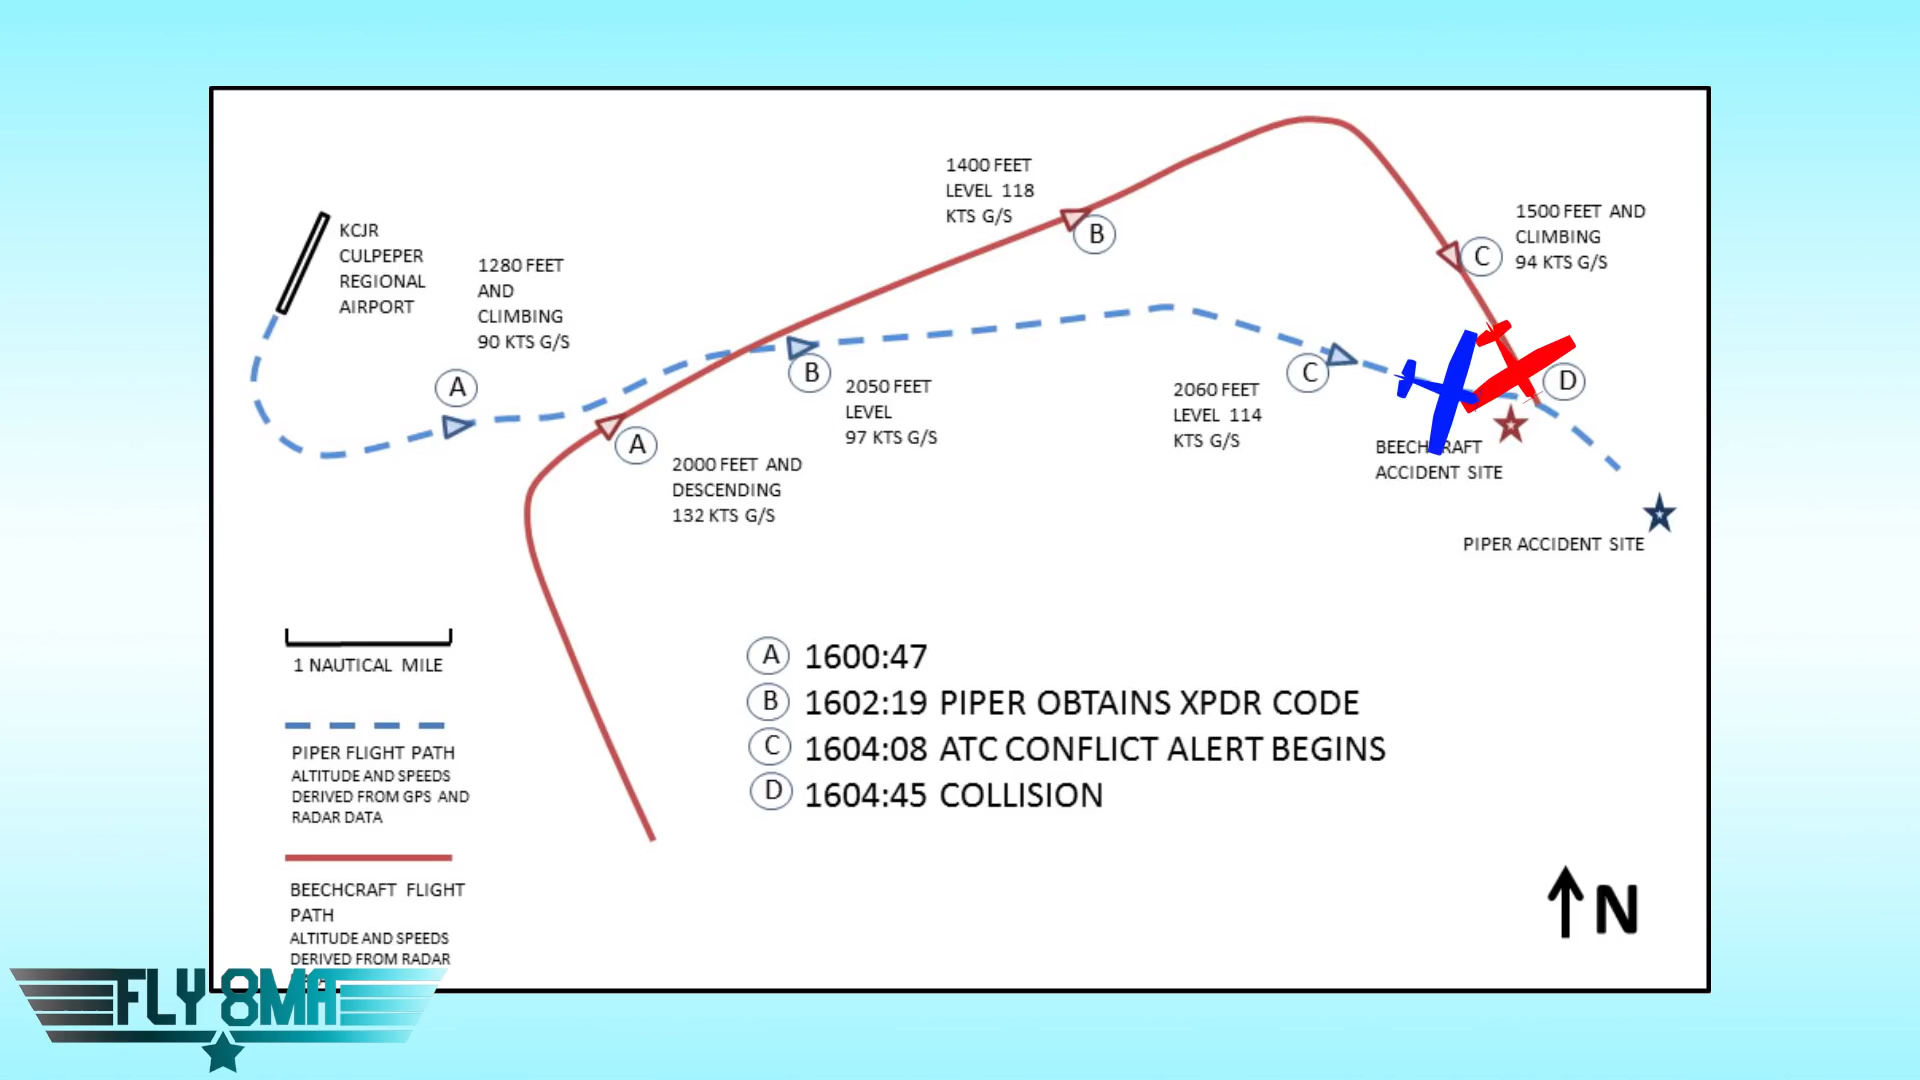 1400 FEET
LEVEL 118
KTS G/S
B
1500 FEET AND
CLIMBING
94 KTS G/S
C
KCJR
CULPEPER
REGIONAL
AIRPORT
1280 FEET
AND
CLIMBING
90 KTS G/S
A
B
2050 FEET
LEVEL
97 KTS G/S
C
2060 FEET
LEVEL 114
KTS G/S
D
A
2000 FEET AND
DESCENDING
132 KTS G/S
BEECHCRAFT
ACCIDENT SITE
PIPER ACCIDENT SITE
1 NAUTICAL MILE
PIPER FLIGHT PATH
ALTITUDE AND SPEEDS
DERIVED FROM GPS AND
RADAR DATA
BEECHCRAFT FLIGHT
PATH
ALTITUDE AND SPEEDS
DERIVED FROM RADAR
A 1600:47
B 1602:19 PIPER OBTAINS XPDR CODE
C 1604:08 ATC CONFLICT ALERT BEGINS
D 1604:45 COLLISION
N
FLY 8MA